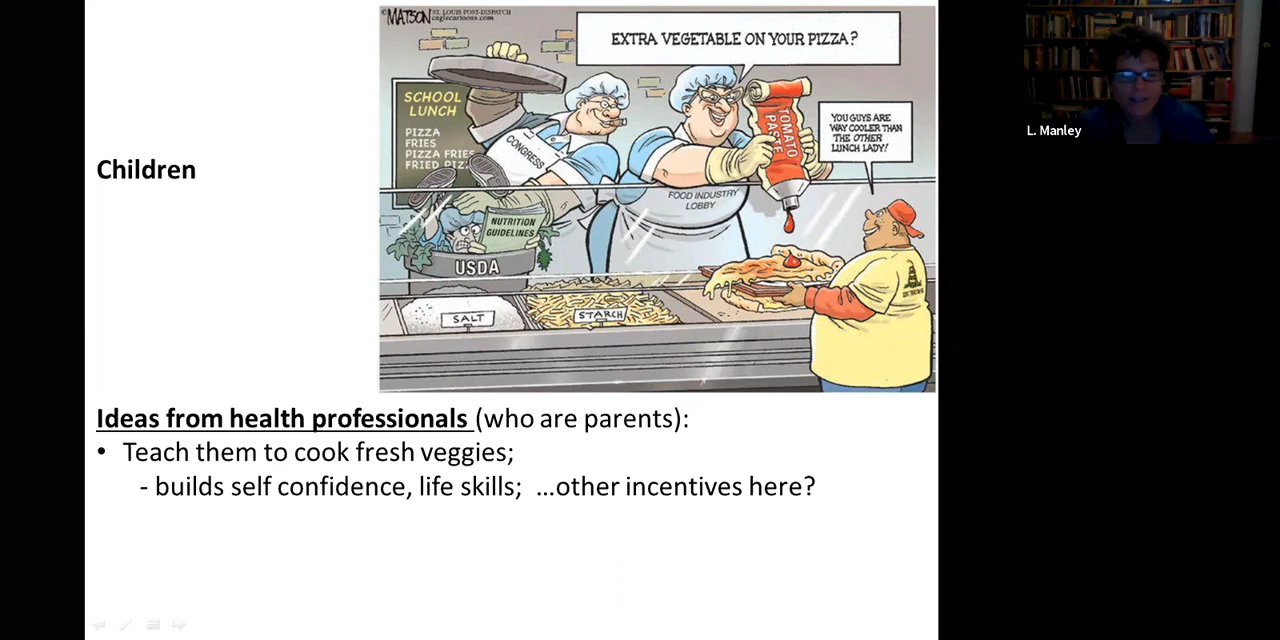 ©MATSON ST. LOUIS POST-DISPATCH
caglecartoons.com
EXTRA VEGETABLE ON YOUR PIZZA?
SCHOOL
LUNCH
PIZZA
FRIES
PIZZA FRIES
FRIED PIZ
CONGRESS
TOMATO
PASTE
YOU GUYS ARE
WAY COOLER THAN
THE OTHER
LUNCH LADY!
FOOD INDUSTRY
LOBBY
NUTRITION
GUIDELINES
USDA
SALT
STARCH
L. Manley
Children
Ideas from health professionals (who are parents):
• Teach them to cook fresh veggies;
- builds self confidence, life skills; …other incentives here?